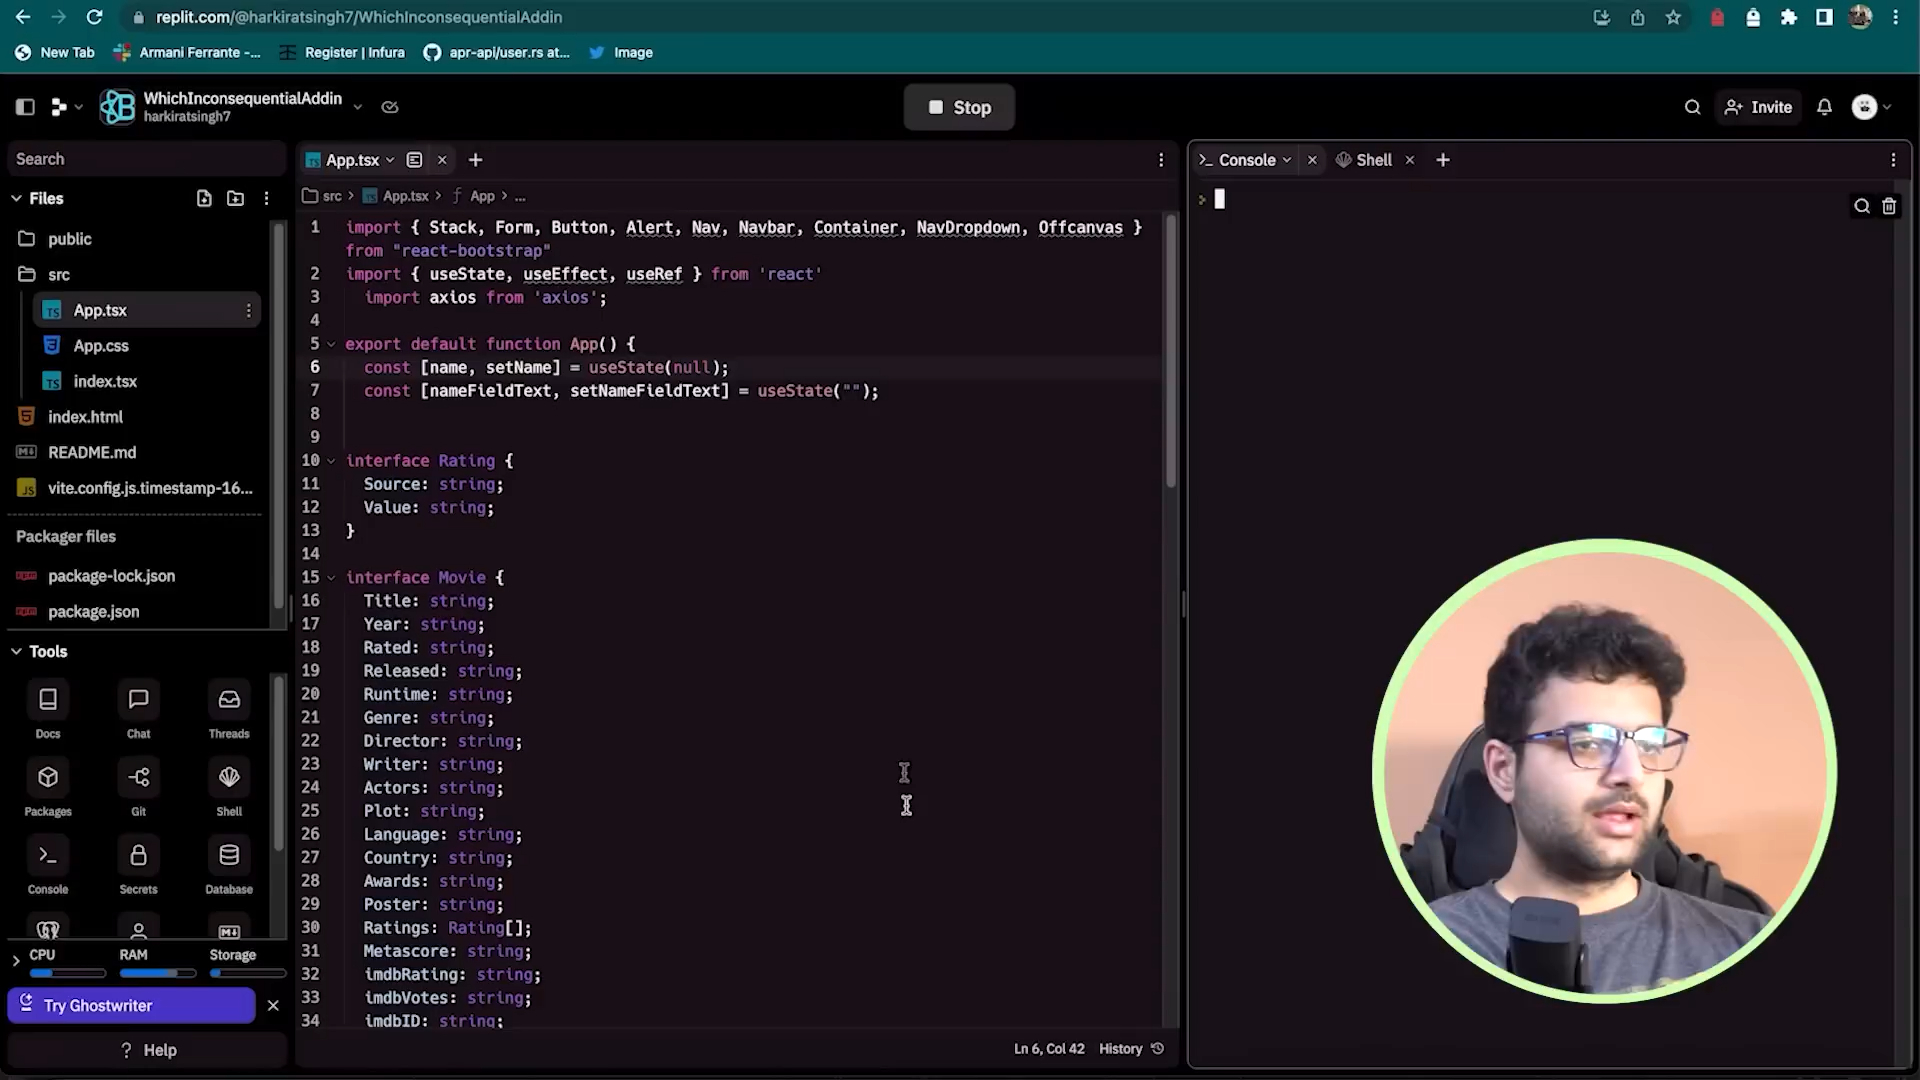 replit.com/@harkiratsingh7/WhichInconsequentialAddin
New Tab
Armani Ferrante -...
Register | Infura
apr-api/user.rs at...
Image
WhichInconsequentialAddin
harkiratsingh7
Stop
Invite
Search
Files
public
src
App.tsx
App.css
index.tsx
index.html
README.md
vite.config.js.timestamp-16...
Packager files
package-lock.json
package.json
Tools
Docs
Chat
Threads
Packages
Git
Shell
Console
Secrets
Database
CPU
RAM
Storage
Try Ghostwriter
? Help
App.tsx
src > App.tsx > App > ...
1 import { Stack, Form, Button, Alert, Nav, Navbar, Container, NavDropdown, Offcanvas }
from "react-bootstrap"
2 import { useState, useEffect, useRef } from 'react'
3 import axios from 'axios';
4
5 export default function App() {
6 const [name, setName] = useState(null);
7 const [nameFieldText, setNameFieldText] = useState("");
8
9
10 interface Rating {
11 Source: string;
12 Value: string;
13 }
14
15 interface Movie {
16 Title: string;
17 Year: string;
18 Rated: string;
19 Released: string;
20 Runtime: string;
21 Genre: string;
22 Director: string;
23 Writer: string;
24 Actors: string;
25 Plot: string;
26 Language: string;
27 Country: string;
28 Awards: string;
29 Poster: string;
30 Ratings: Rating[];
31 Metascore: string;
32 imdbRating: string;
33 imdbVotes: string;
34 imdbID: string;
Ln 6, Col 42 History
Console
Shell